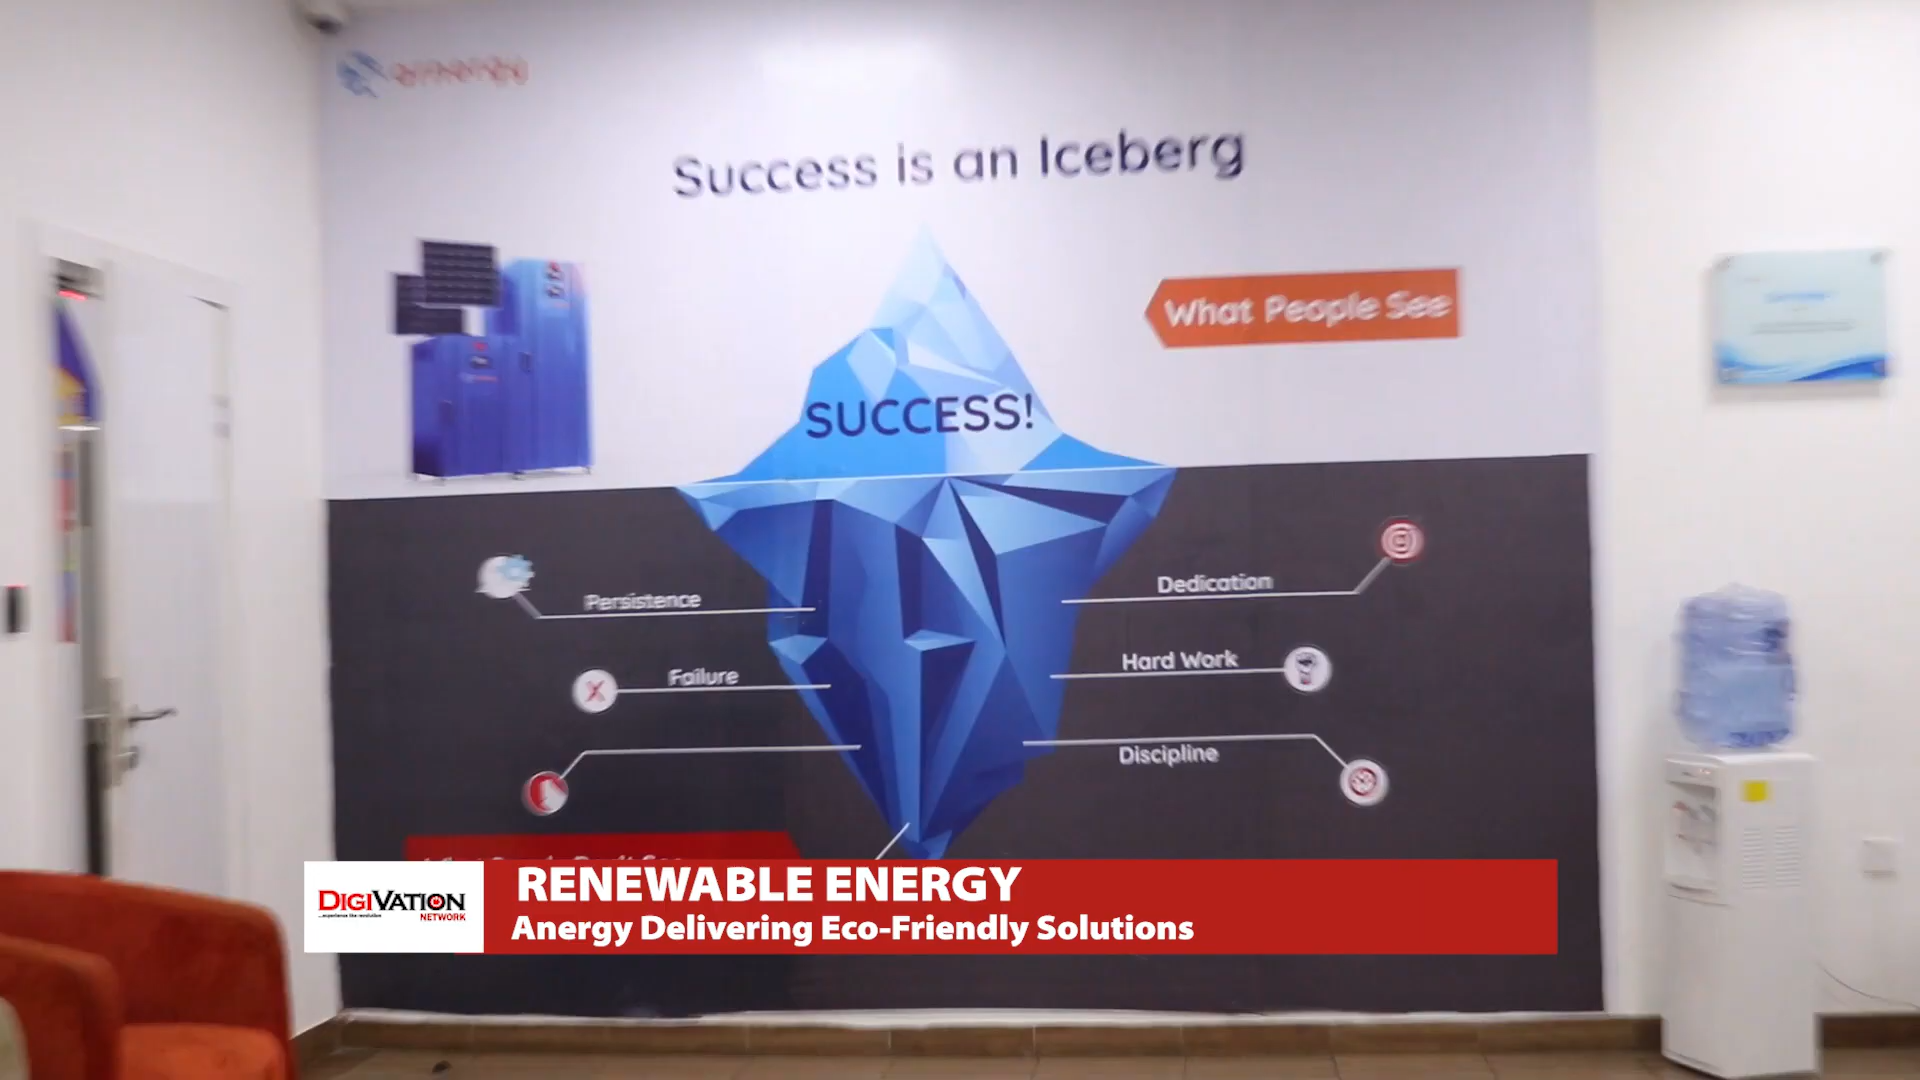 Success is an Iceberg
What People See
SUCCESS!
Persistence
Dedication
Failure
Hard Work
Discipline
RENEWABLE ENERGY
Anergy Delivering Eco-Friendly Solutions
DIGIVATION
NETWORK